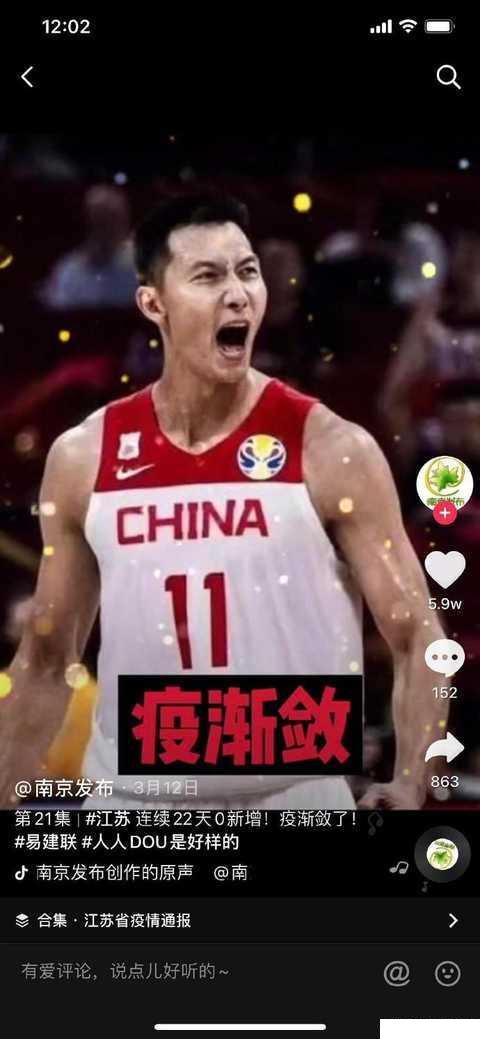 12:02
CHINA
11
疫渐敛
南京发布
5.9w
152
863
@南京发布 · 3月12日
第21集 | #江苏 连续22天0新增！疫渐敛了！
#易建联 #人人DOU是好样的
南京发布创作的原声 @南
合集 · 江苏省疫情通报
有爱评论，说点儿好听的~